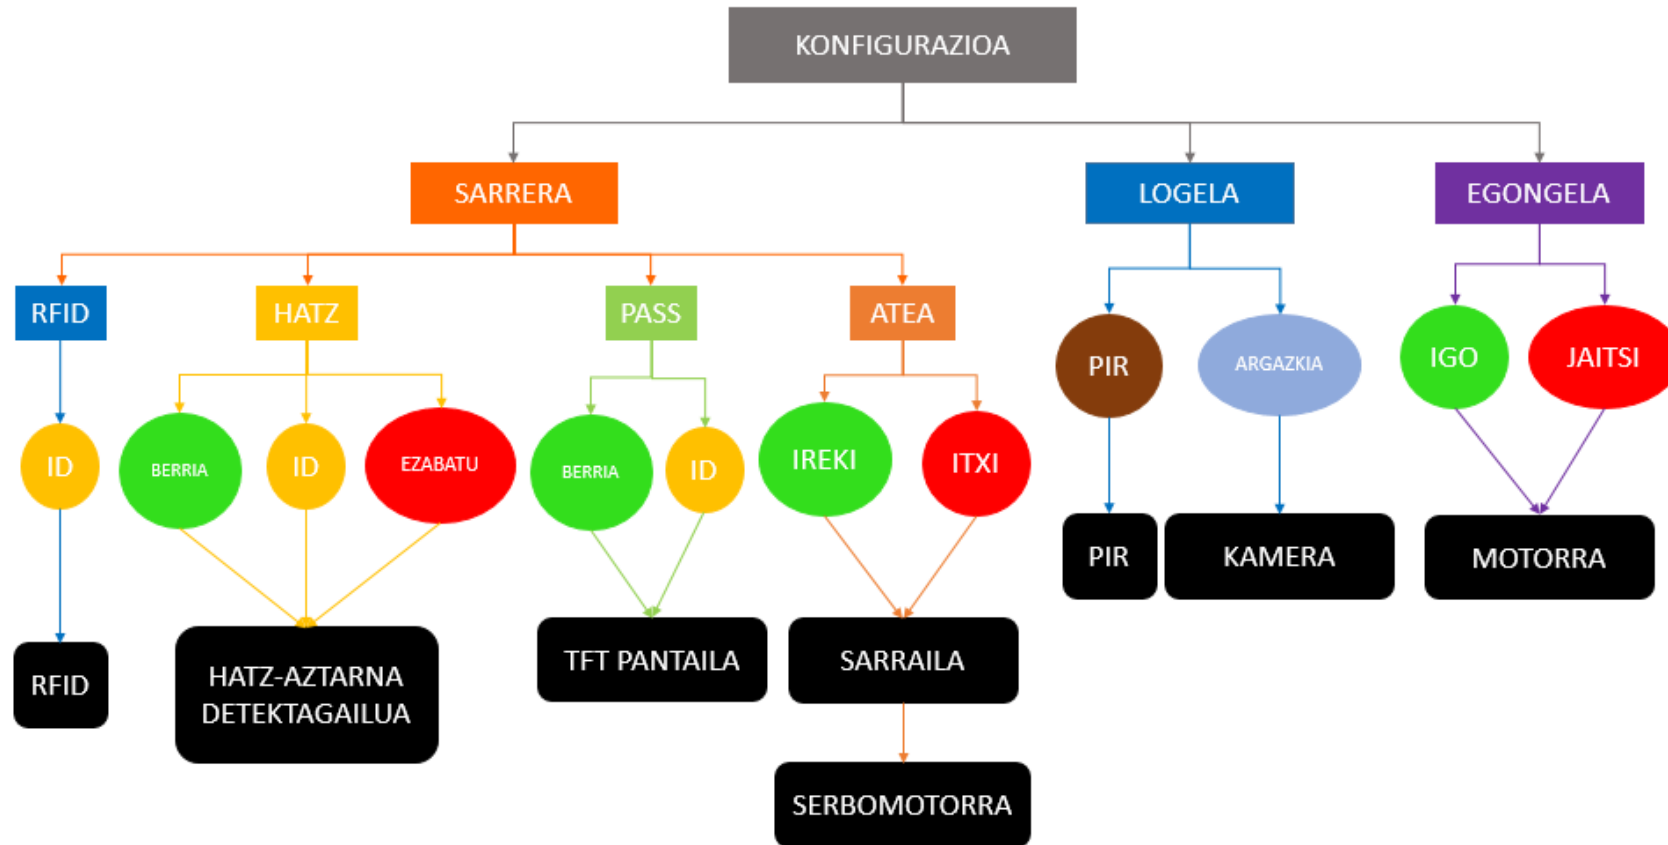 KONFIGURAZIOA
SARRERA
LOGELA
EGONGELA
RFID
HATZ
PASS
ATEA
PIR
ARGAZKIA
IGO
JAITSI
ID
BERRIA
ID
EZABATU
BERRIA
ID
IREKI
ITXI
PIR
KAMERA
MOTORRA
RFID
HATZ-AZTARNA
DETEKTAGAILUA
TFT PANTAILA
SARRAILA
SERBOMOTORRA